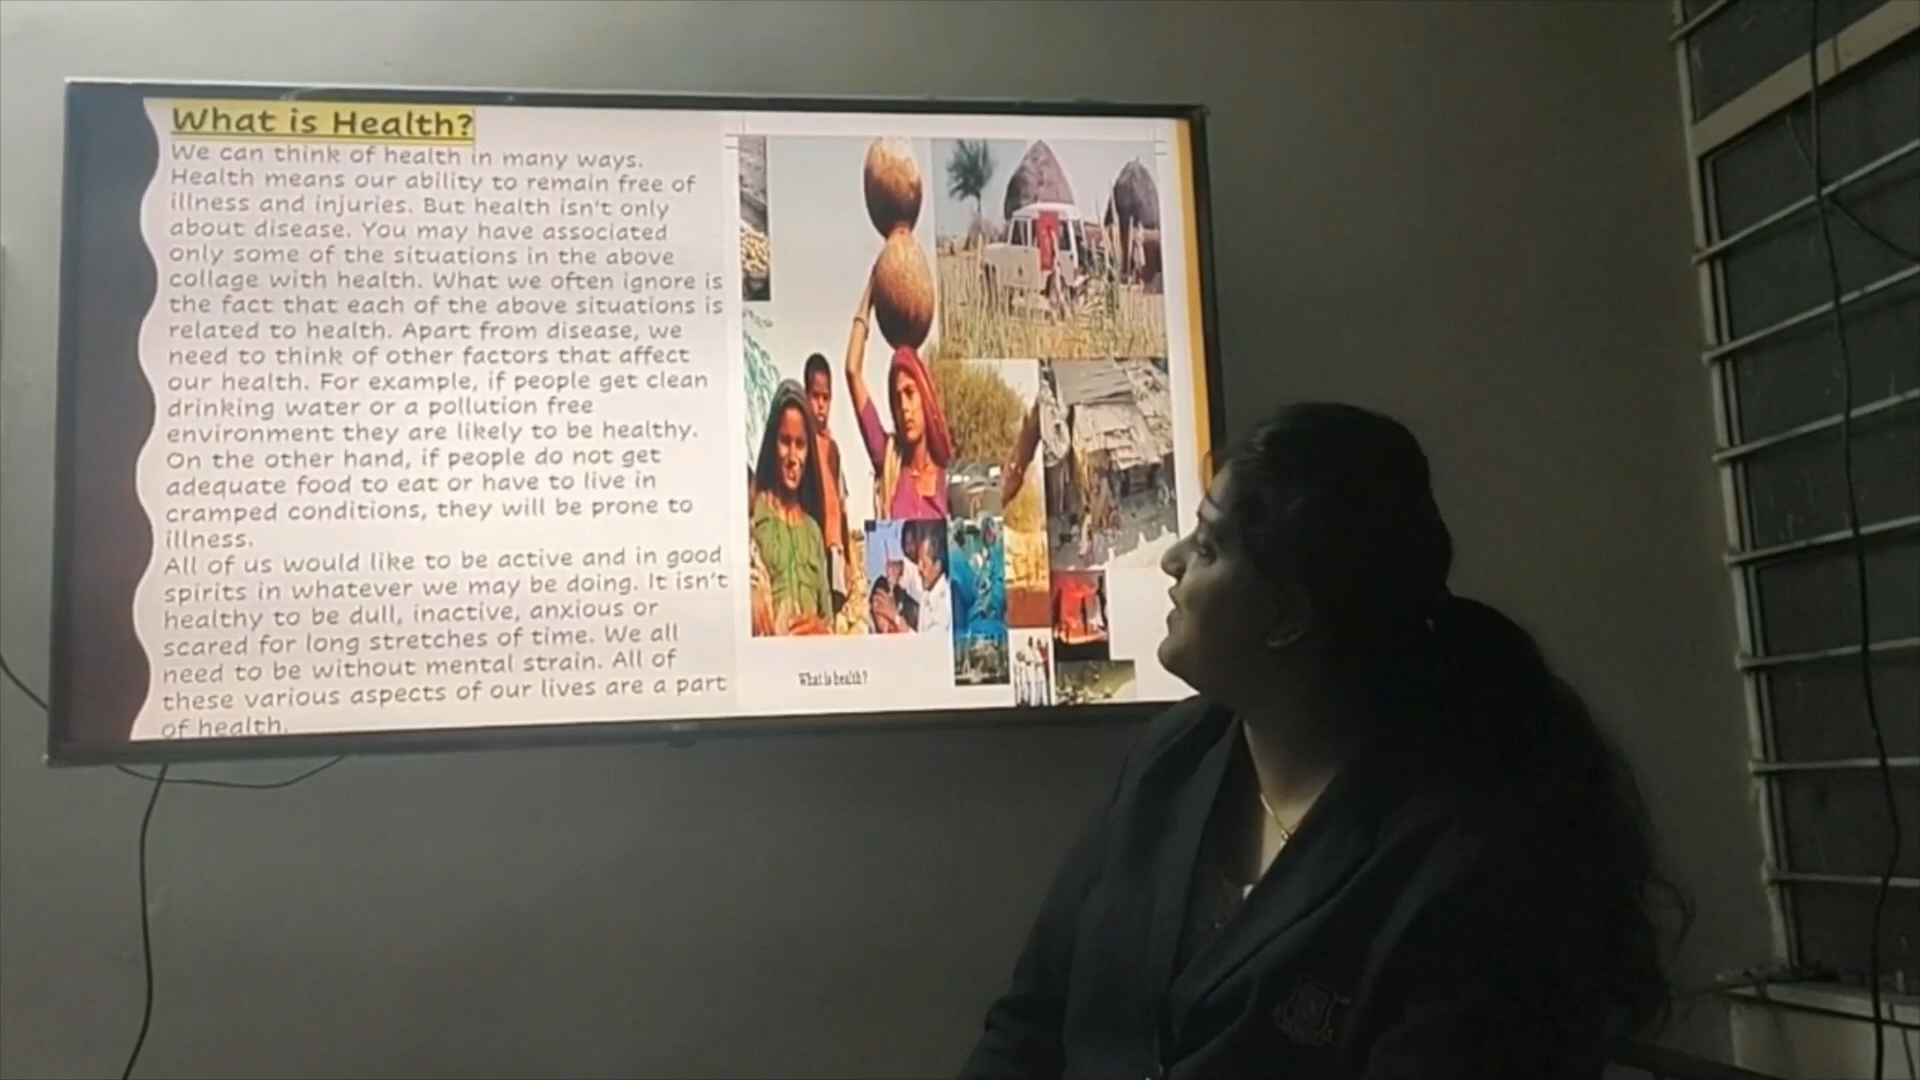 What is Health?
We can think of health in many ways.
Health means our ability to remain free of
illness and injuries. But health isn't only
about disease. You may have associated
only some of the situations in the above
collage with health. What we often ignore is
the fact that each of the above situations is
related to health. Apart from disease, we
need to think of other factors that affect
our health. For example, if people get clean
drinking water or a pollution free
environment they are likely to be healthy.
On the other hand, if people do not get
adequate food to eat or have to live in
cramped conditions, they will be prone to
illness.
All of us would like to be active and in good
spirits in whatever we may be doing. It isn't
healthy to be dull, inactive, anxious or
scared for long stretches of time. We all
need to be without mental strain. All of
these various aspects of our lives are a part
of health.
What is health?